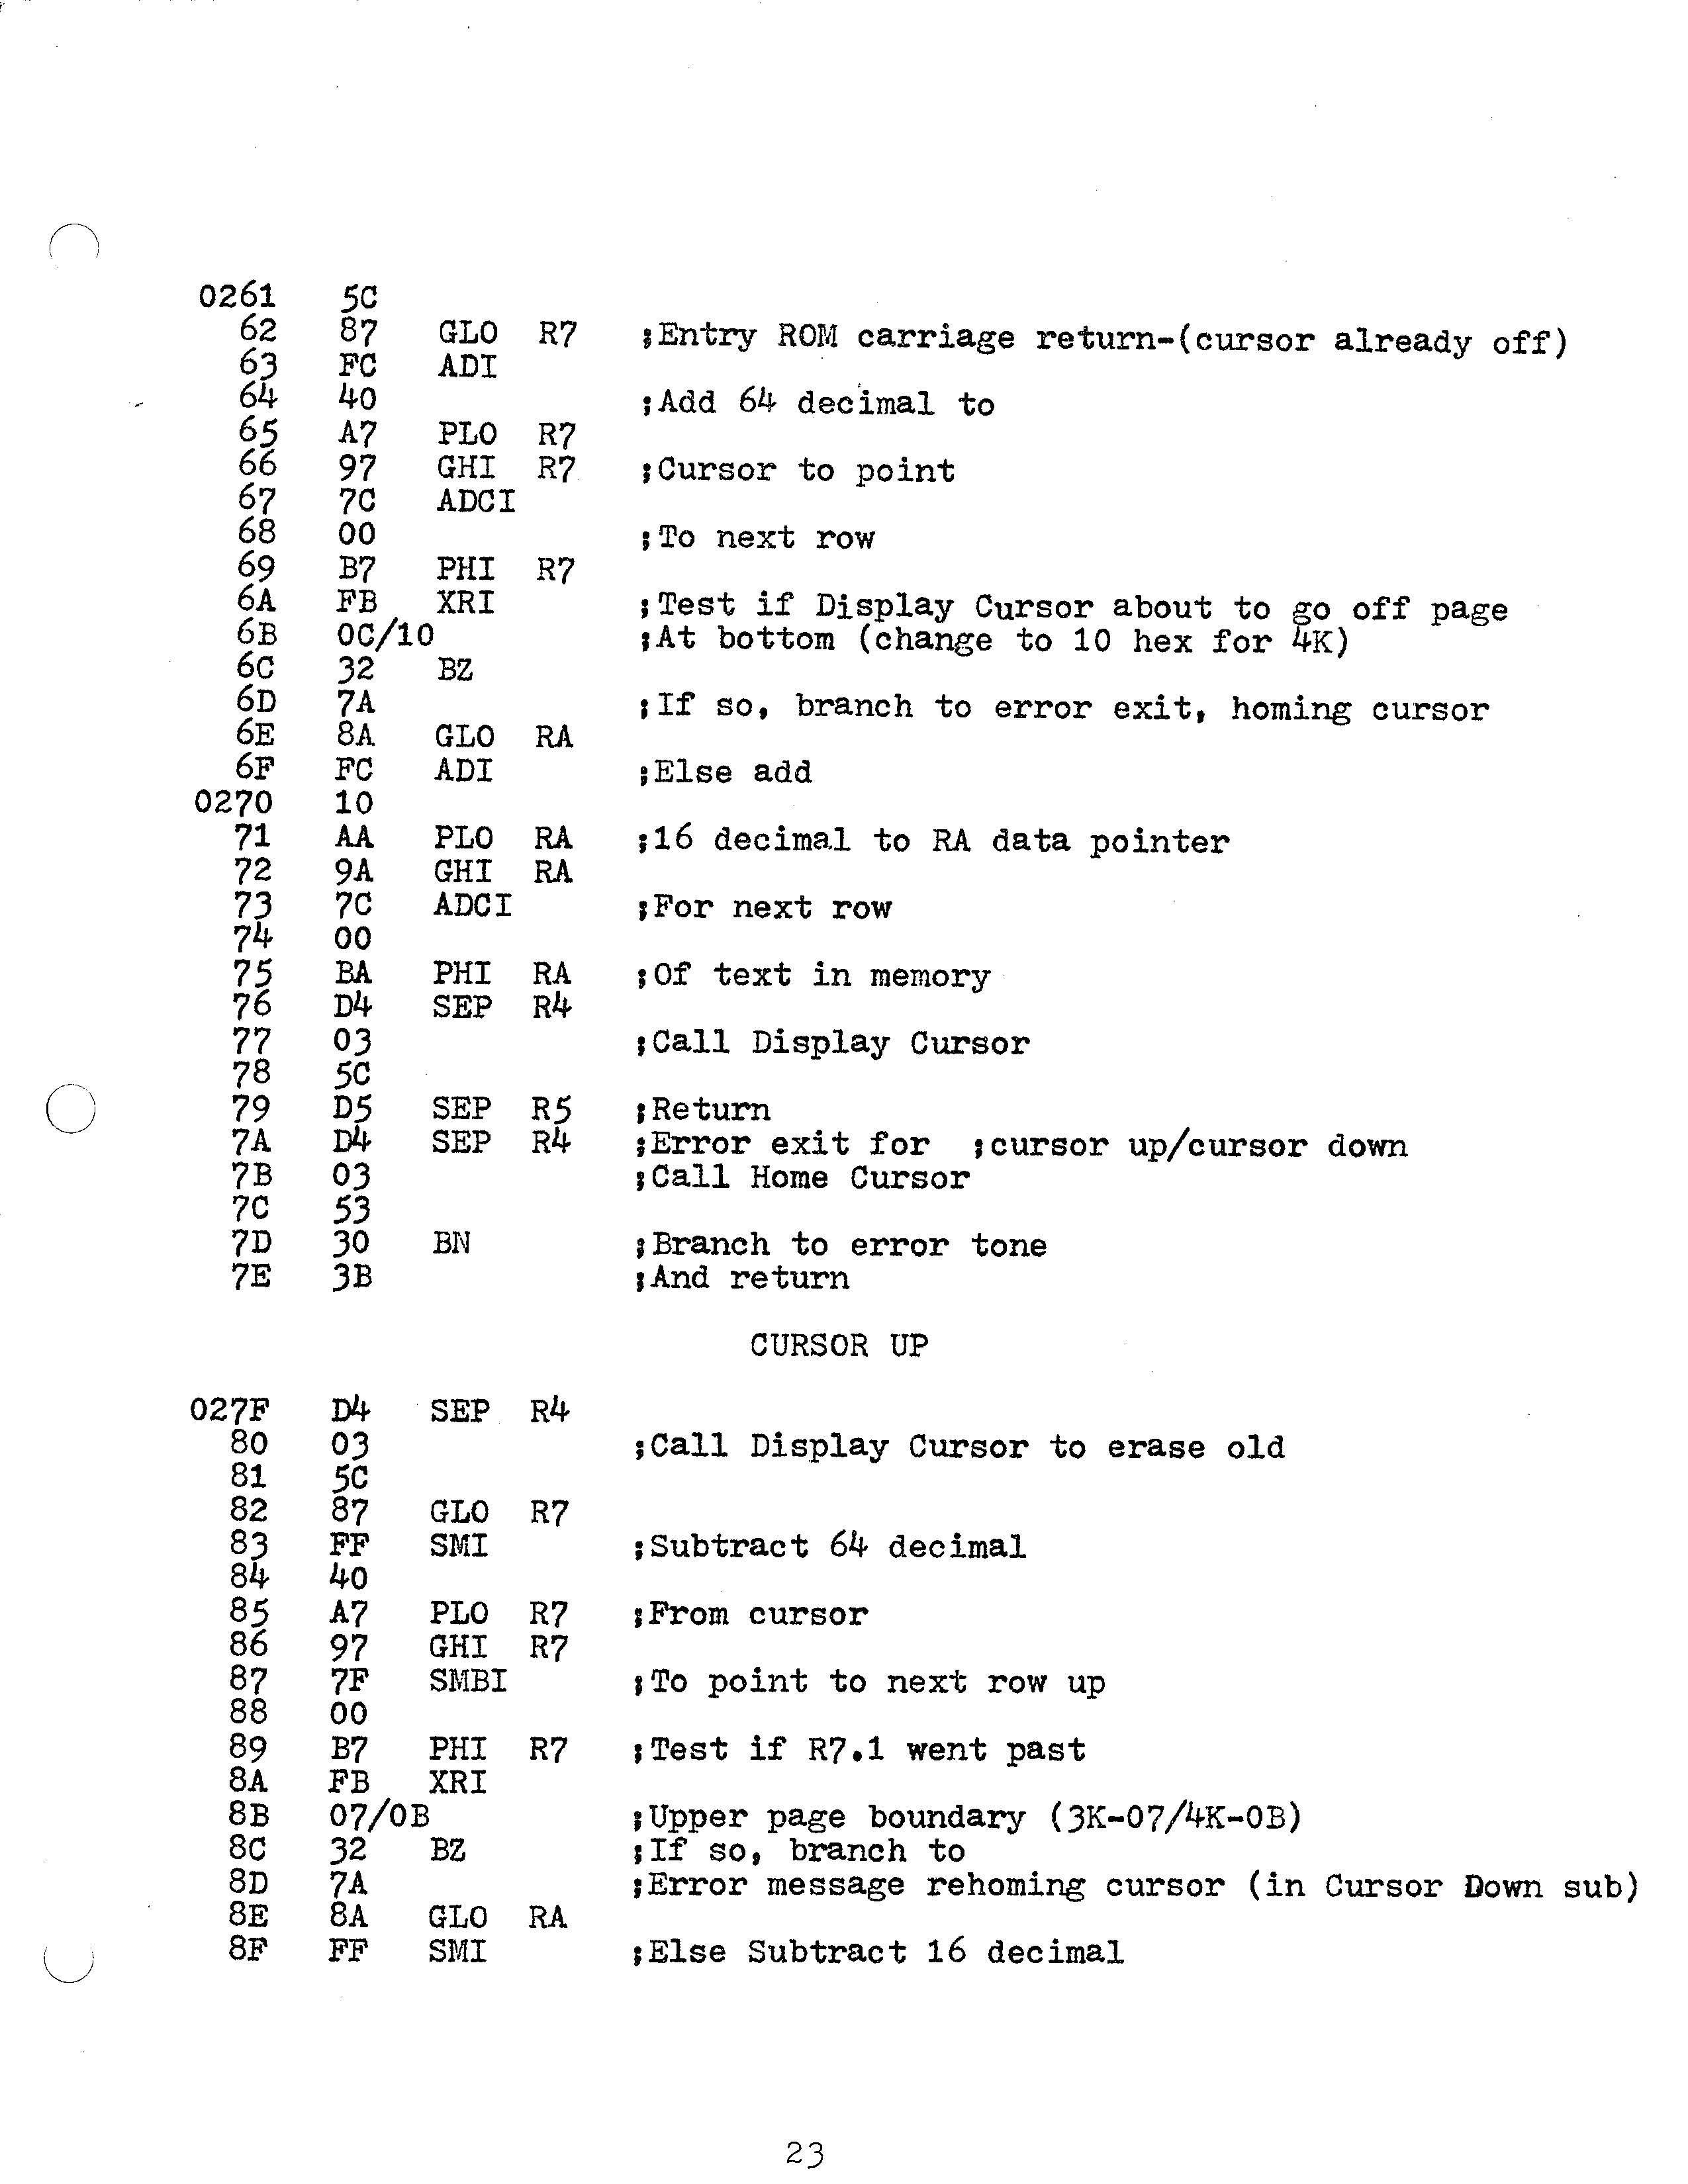 0261 5C
62 87 GLO R7 ;Entry ROM carriage return-(cursor already off)
63 FC ADI
64 40 ;Add 64 decimal to
65 A7 PLO R7
66 97 GHI R7 ;Cursor to point
67 7C ADCI
68 00 ;To next row
69 B7 PHI R7
6A FB XRI ;Test if Display Cursor about to go off page
6B 0C/10 ;At bottom (change to 10 hex for 4K)
6C 32 BZ
6D 7A ;If so, branch to error exit, homing cursor
6E 8A GLO RA
6F FC ADI ;Else add
0270 10
71 AA PLO RA ;16 decimal to RA data pointer
72 9A GHI RA
73 7C ADCI ;For next row
74 00
75 BA PHI RA ;Of text in memory
76 D4 SEP R4
77 03 ;Call Display Cursor
78 5C
79 D5 SEP R5 ;Return
7A D4 SEP R4 ;Error exit for ;cursor up/cursor down
7B 03 ;Call Home Cursor
7C 53
7D 30 BN ;Branch to error tone
7E 3B ;And return
CURSOR UP
027F D4 SEP R4
80 03 ;Call Display Cursor to erase old
81 5C
82 87 GLO R7
83 FF SMI ;Subtract 64 decimal
84 40
85 A7 PLO R7 ;From cursor
86 97 GHI R7
87 7F SMBI ;To point to next row up
88 00
89 B7 PHI R7 ;Test if R7.1 went past
8A FB XRI
8B 07/0B ;Upper page boundary (3K-07/4K-0B)
8C 32 BZ ;If so, branch to
8D 7A ;Error message rehoming cursor (in Cursor Down sub)
8E 8A GLO RA
8F FF SMI ;Else Subtract 16 decimal
23